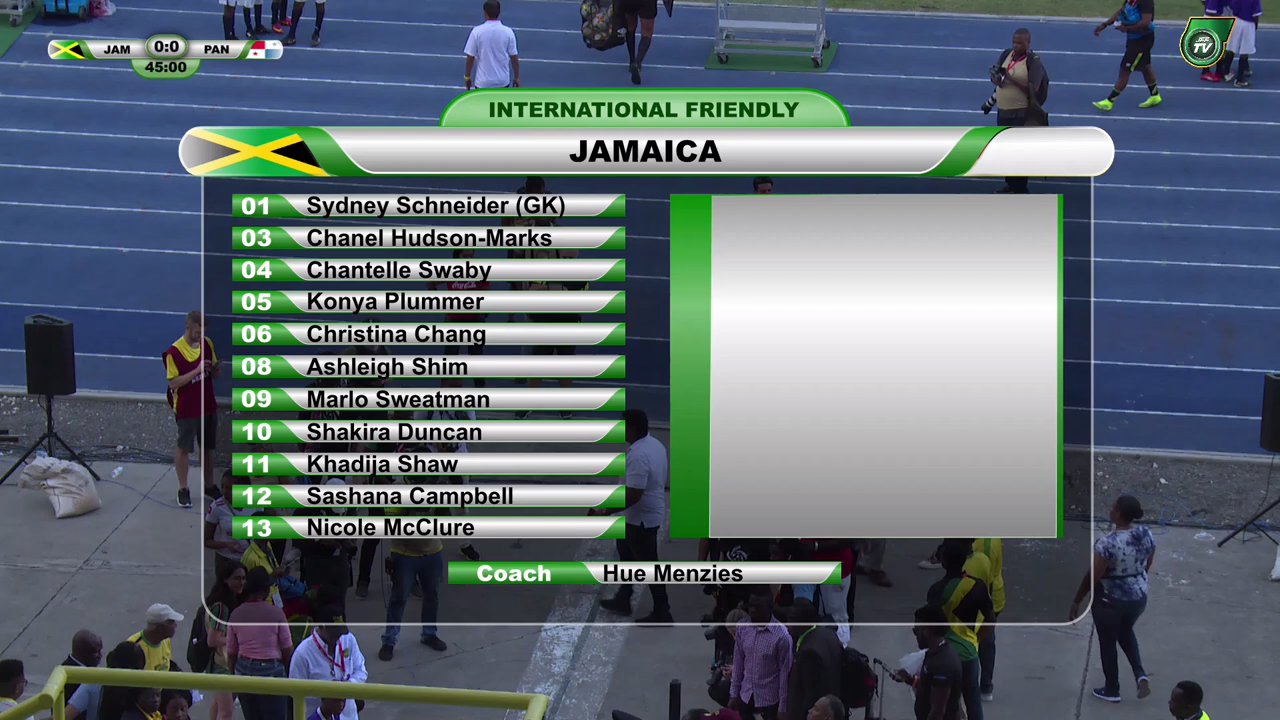 JAM 0:0 PAN
45:00
TV
INTERNATIONAL FRIENDLY
JAMAICA
01 Sydney Schneider (GK)
03 Chanel Hudson-Marks
04 Chantelle Swaby
05 Konya Plummer
06 Christina Chang
08 Ashleigh Shim
09 Marlo Sweatman
10 Shakira Duncan
11 Khadija Shaw
12 Sashana Campbell
13 Nicole McClure
Coach Hue Menzies